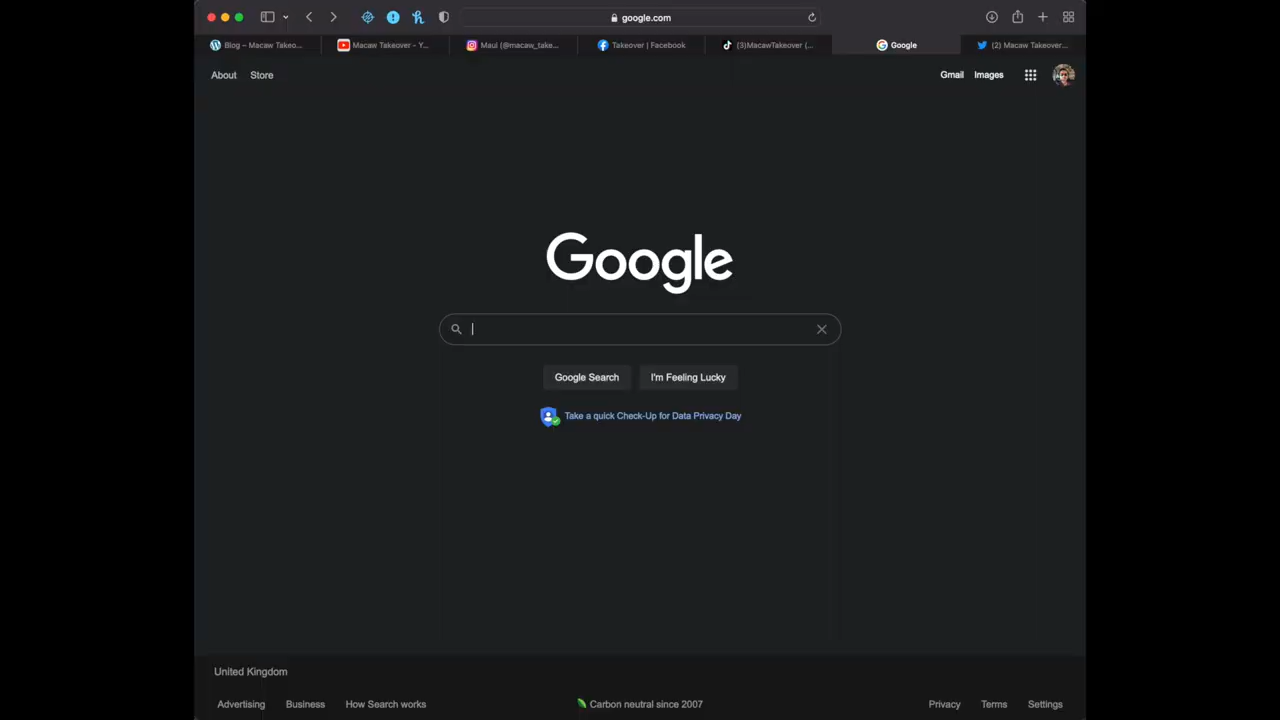 google.com
Blog – Macaw Takeo...
Macaw Takeover - Y...
Maui (@macaw_take...
Takeover | Facebook
(3)MacawTakeover (...
Google
(2) Macaw Takeover...
About
Store
Gmail
Images
Google
Google Search
I'm Feeling Lucky
Take a quick Check-Up for Data Privacy Day
United Kingdom
Advertising
Business
How Search works
Carbon neutral since 2007
Privacy
Terms
Settings